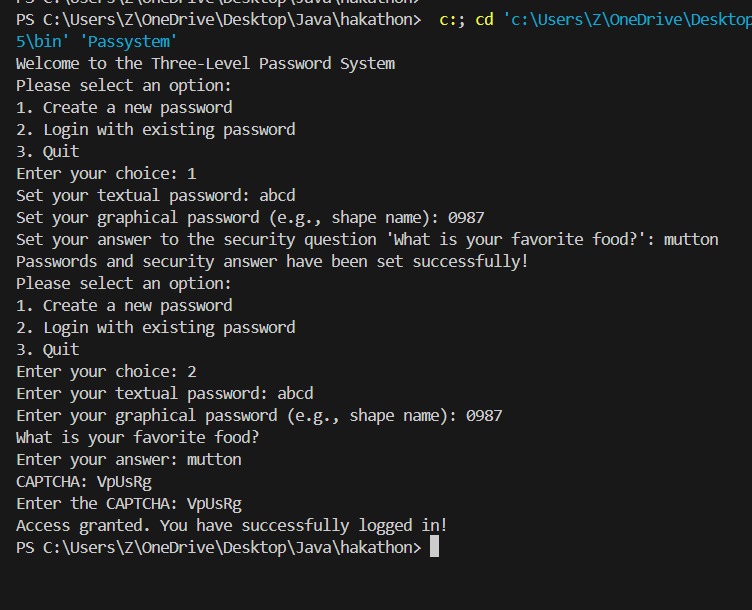 PS C:\Users\Z\OneDrive\Desktop\Java\hakathon>
PS C:\Users\Z\OneDrive\Desktop\Java\hakathon>  c:; cd 'c:\Users\Z\OneDrive\Desktop
5\bin' 'Passystem'
Welcome to the Three-Level Password System
Please select an option:
1. Create a new password
2. Login with existing password
3. Quit
Enter your choice: 1
Set your textual password: abcd
Set your graphical password (e.g., shape name): 0987
Set your answer to the security question 'What is your favorite food?': mutton
Passwords and security answer have been set successfully!
Please select an option:
1. Create a new password
2. Login with existing password
3. Quit
Enter your choice: 2
Enter your textual password: abcd
Enter your graphical password (e.g., shape name): 0987
What is your favorite food?
Enter your answer: mutton
CAPTCHA: VpUsRg
Enter the CAPTCHA: VpUsRg
Access granted. You have successfully logged in!
PS C:\Users\Z\OneDrive\Desktop\Java\hakathon>